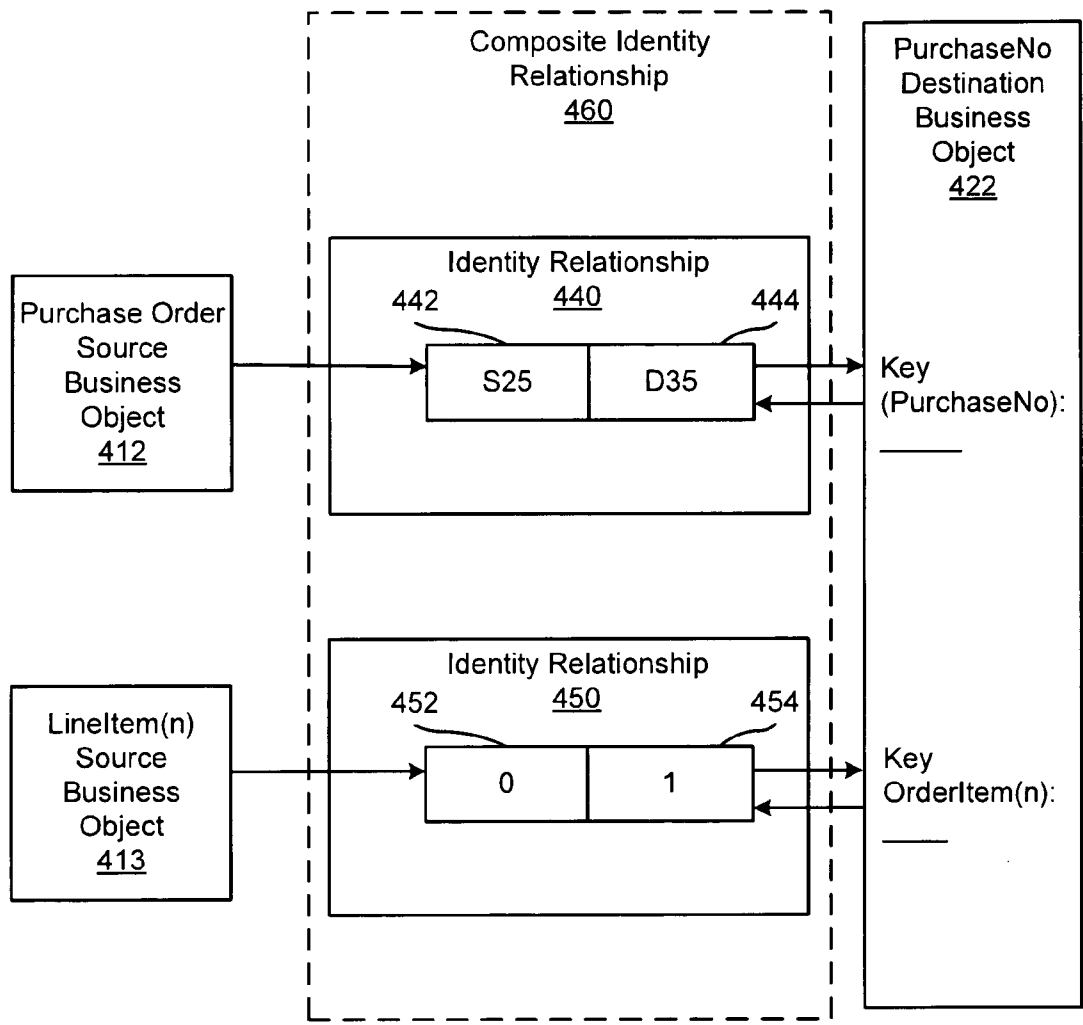 Composite Identity
Relationship
460
PurchaseNo
Destination
Business
Object
422
Purchase Order
Source
Business
Object
412
Identity Relationship
440
442
444
S25
D35
Key
(PurchaseNo):
LineItem(n)
Source
Business
Object
413
Identity Relationship
450
452
454
0
1
Key
OrderItem(n):